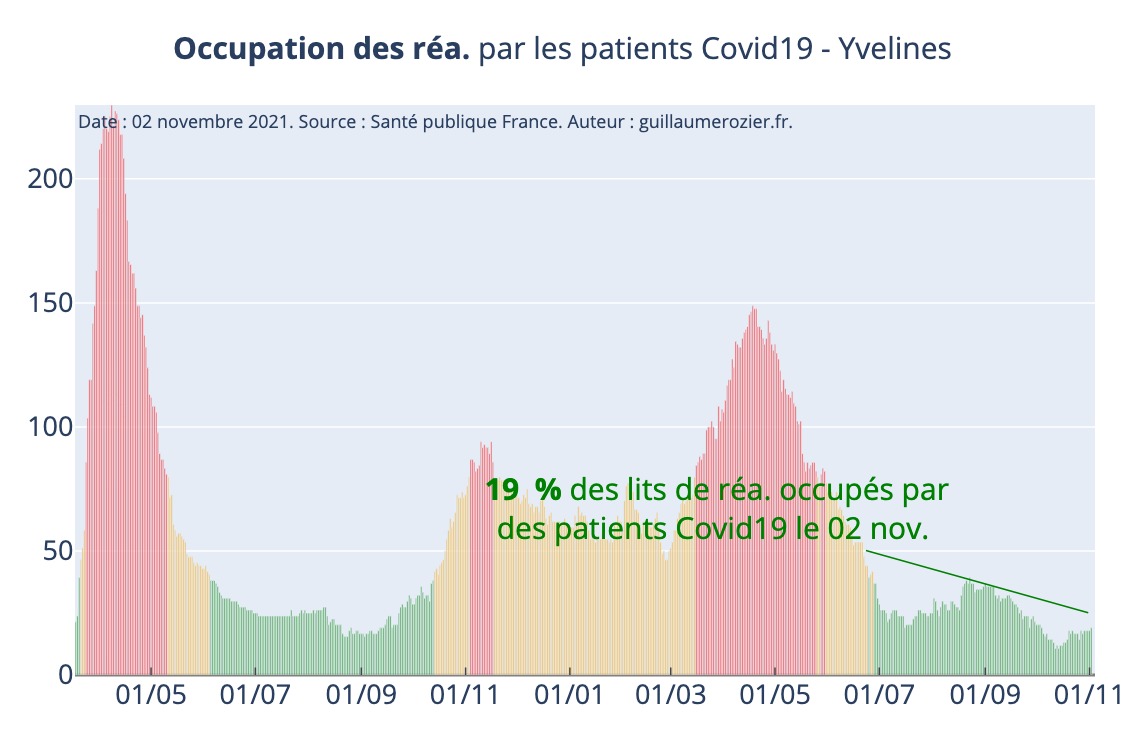 Occupation des réa. par les patients Covid19 - Yvelines
Date : 02 novembre 2021. Source : Santé publique France. Auteur : guillaumerozier.fr.
200
150
100
19 % des lits de réa. occupés par
des patients Covid19 le 02 nov.
50
0
01/05 01/07 01/09 01/11 01/01 01/03 01/05 01/07 01/09 01/11